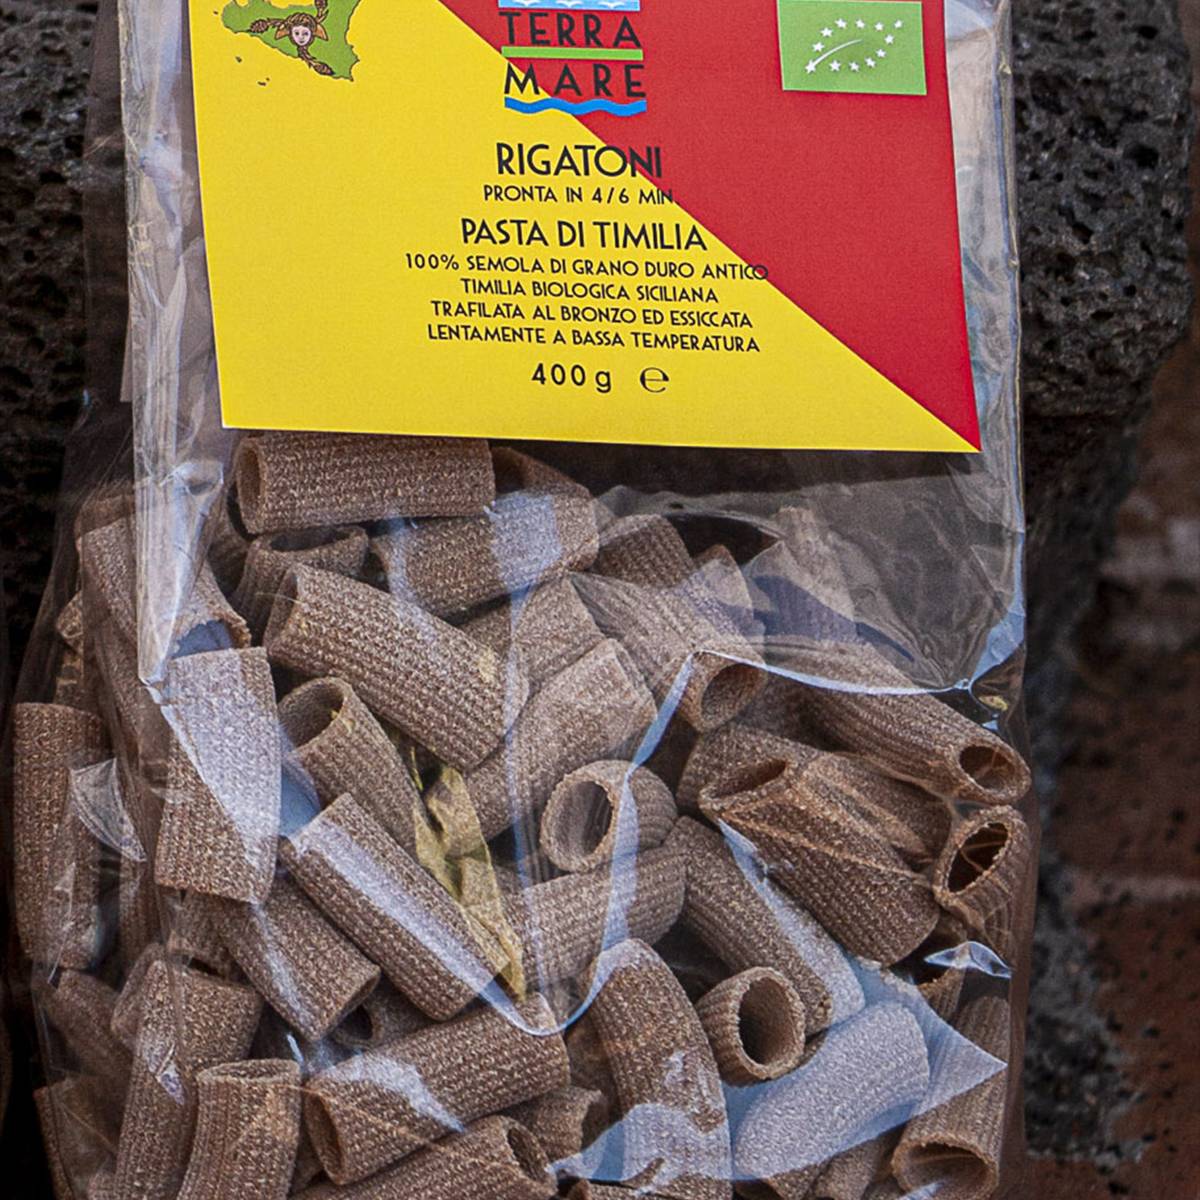 TERRA
MARE
RIGATONI
PRONTA IN 4/6 MIN
PASTA DI TIMILIA
100% SEMOLA DI GRANO DURO ANTICO
TIMILIA BIOLOGICA SICILIANA
TRAFILATA AL BRONZO ED ESSICCATA
LENTAMENTE A BASSA TEMPERATURA
400g ℮